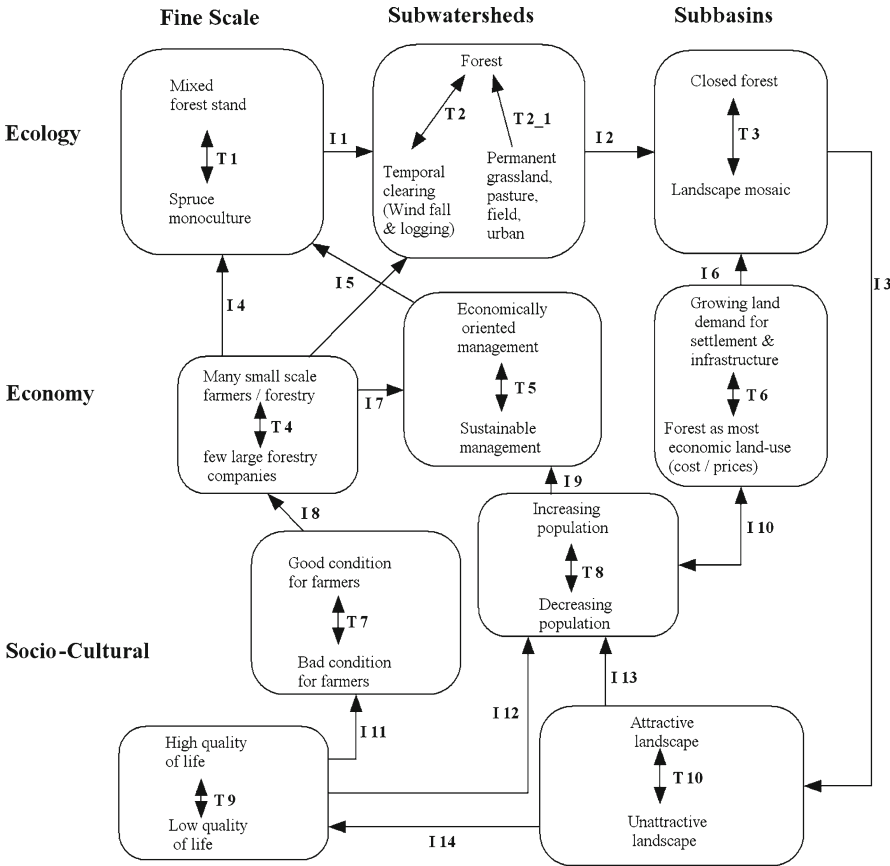 Fine Scale
Subwatersheds
Subbasins
Ecology
Mixed
forest stand
T 1
Spruce
monoculture
I 1
Forest
T 2
T 2_1
Temporal
clearing
(Wind fall
& logging)
Permanent
grassland,
pasture,
field,
urban
I 2
Closed forest
T 3
Landscape mosaic
I 3
I 4
I 5
I 6
Economy
Many small scale
farmers / forestry
T 4
few large forestry
companies
I 7
Economically
oriented
management
T 5
Sustainable
management
Growing land
demand for
settlement &
infrastructure
T 6
Forest as most
economic land-use
(cost / prices)
I 8
I 9
I 10
Increasing
population
T 8
Decreasing
population
Socio-Cultural
Good condition
for farmers
T 7
Bad condition
for farmers
I 11
I 12
I 13
High quality
of life
T 9
Low quality
of life
I 14
Attractive
landscape
T 10
Unattractive
landscape